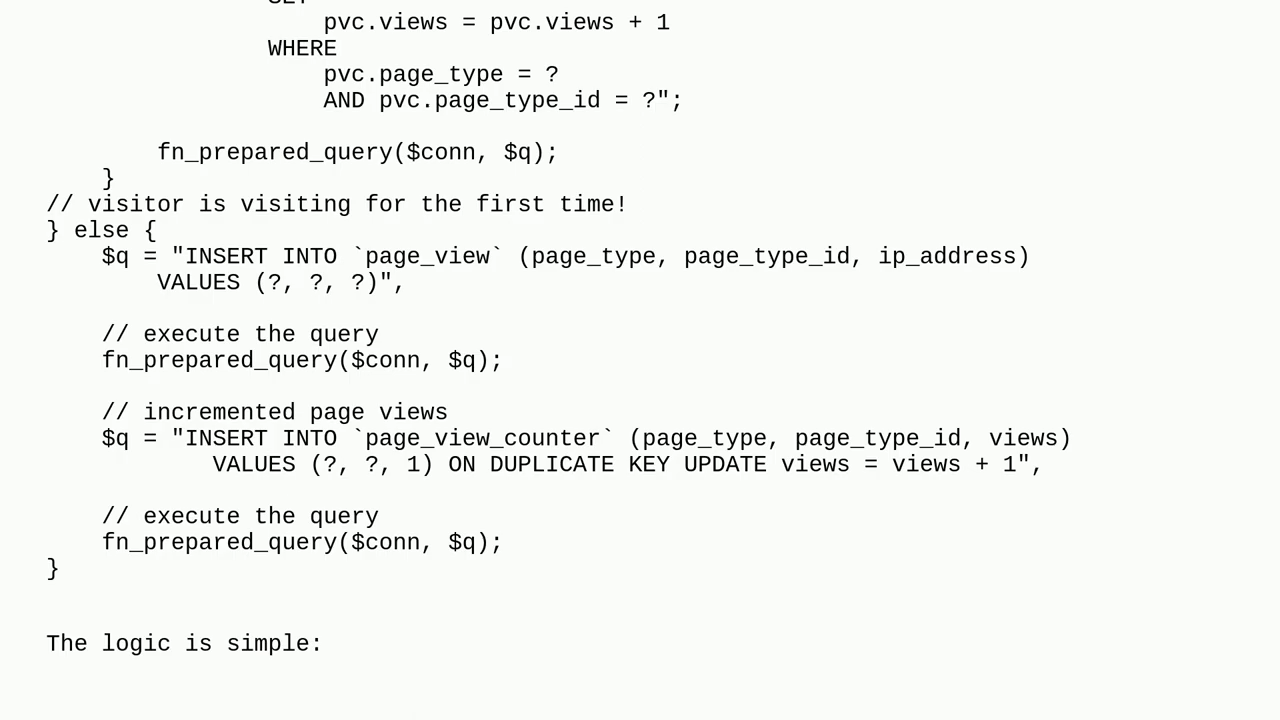 pvc.views = pvc.views + 1
WHERE
pvc.page_type = ?
AND pvc.page_type_id = ?";
fn_prepared_query($conn, $q);
}
// visitor is visiting for the first time!
} else {
$q = "INSERT INTO `page_view` (page_type, page_type_id, ip_address)
VALUES (?, ?, ?)",
// execute the query
fn_prepared_query($conn, $q);
// incremented page views
$q = "INSERT INTO `page_view_counter` (page_type, page_type_id, views)
VALUES (?, ?, 1) ON DUPLICATE KEY UPDATE views = views + 1",
// execute the query
fn_prepared_query($conn, $q);
}
The logic is simple: